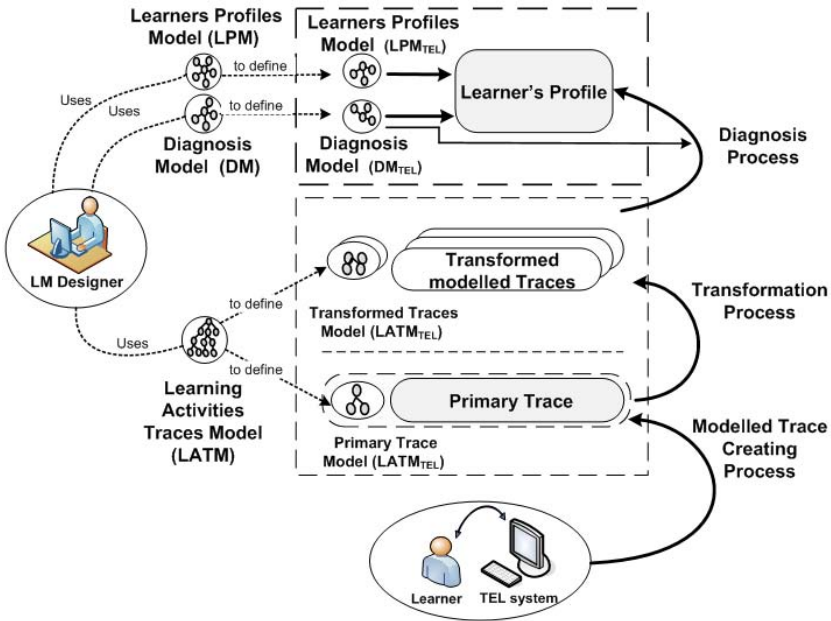 Learners Profiles
Model (LPM)
to define
Learners Profiles
Model (LPMTEL)
Learner's Profile
Uses
Uses
to define
Diagnosis
Model (DM)
Diagnosis
Model (DMTEL)
Diagnosis
Process
LM Designer
Transformed
modelled Traces
to define
Transformed Traces
Model (LATMTEL)
Transformation
Process
Uses
to define
Learning
Activities
Traces Model
(LATM)
Primary Trace
Primary Trace
Model (LATMTEL)
Modelled Trace
Creating
Process
Learner
TEL system